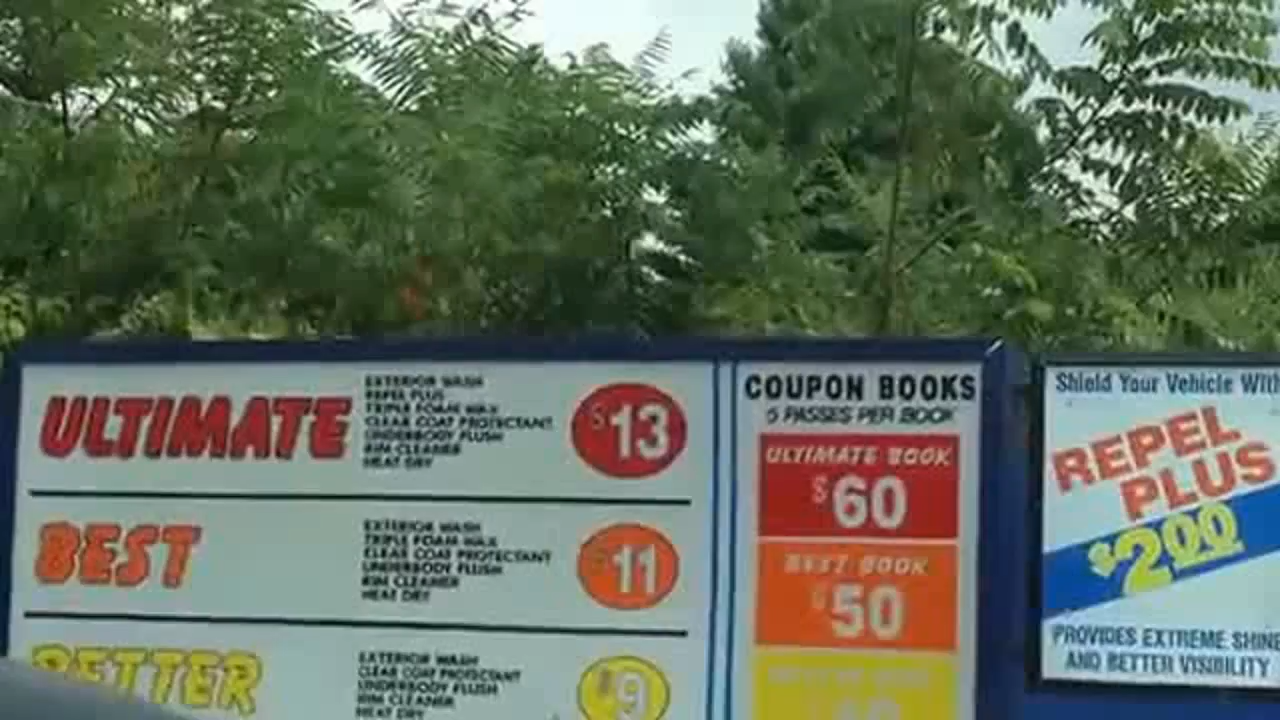 ULTIMATE
EXTERIOR WASH
REPEL PLUS
TRIPLE FOAM WAX
CLEAR COAT PROTECTANT
UNDERBODY FLUSH
RIM CLEANER
HEAT DRY
$13
BEST
EXTERIOR WASH
TRIPLE FOAM WAX
CLEAR COAT PROTECTANT
UNDERBODY FLUSH
RIM CLEANER
HEAT DRY
$11
BETTER
EXTERIOR WASH
CLEAR COAT PROTECTANT
UNDERBODY FLUSH
RIM CLEANER
HEAT DRY
$9
COUPON BOOKS
5 PASSES PER BOOK
ULTIMATE BOOK
$60
BEST BOOK
$50
Shield Your Vehicle With
REPEL
PLUS
$2.00
PROVIDES EXTREME SHINE
AND BETTER VISIBILITY